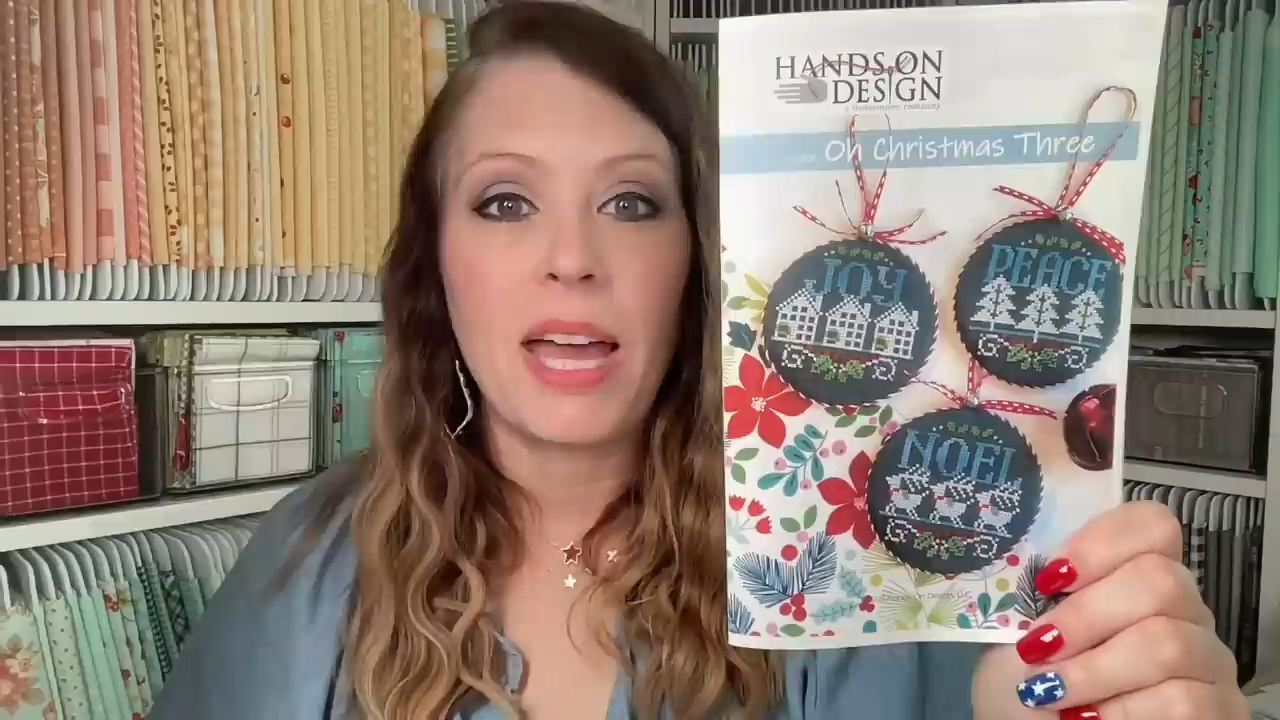 HANDS ON
DESIGN
Oh Christmas Three
JOY
PEACE
NOEL